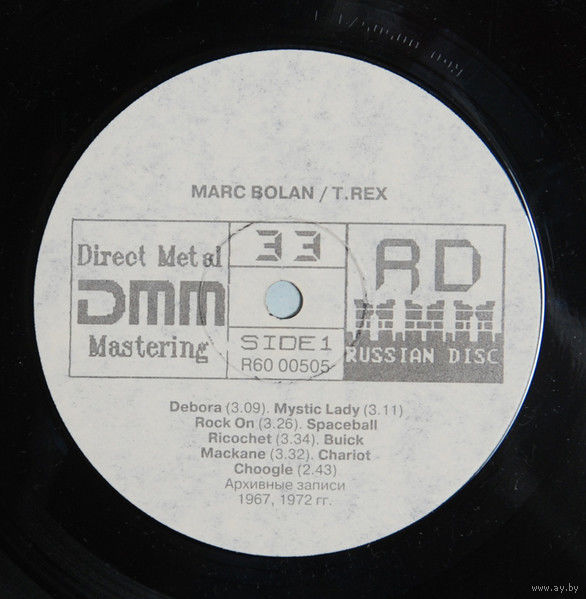 MARC BOLAN / T.REX
Direct Metal
DMM
Mastering
33
SIDE 1
R60 00505
RD
RUSSIAN DISC
Debora (3.09). Mystic Lady (3.11)
Rock On (3.26). Spaceball
Ricochet (3.34). Buick
Mackane (3.32). Chariot
Choogle (2.43)
Архивные записи
1967, 1972 гг.
www.ay.by